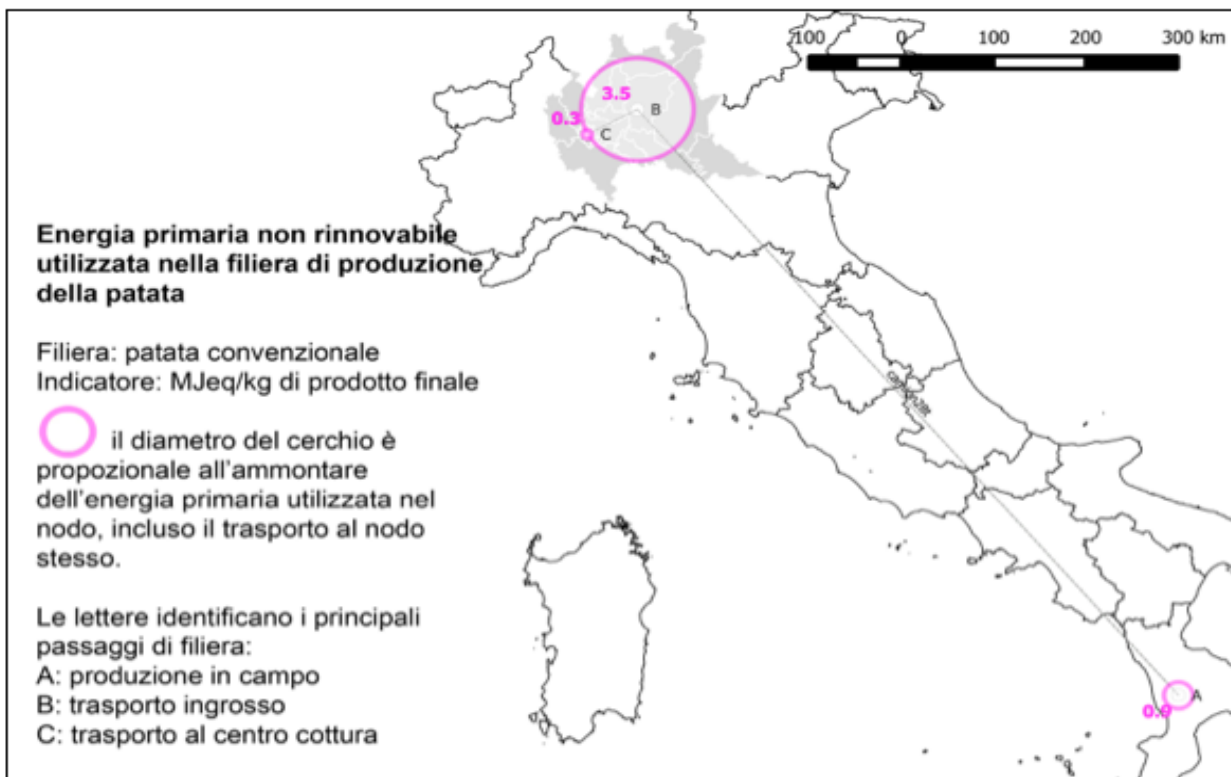 100 0 100 200 300 km
3.5
B
0.3
C
Energia primaria non rinnovabile
utilizzata nella filiera di produzione
della patata
Filiera: patata convenzionale
Indicatore: MJeq/kg di prodotto finale
il diametro del cerchio è
propozionale all'ammontare
dell'energia primaria utilizzata nel
nodo, incluso il trasporto al nodo
stesso.
Le lettere identificano i principali
passaggi di filiera:
A: produzione in campo
B: trasporto ingrosso
C: trasporto al centro cottura
A
0.9